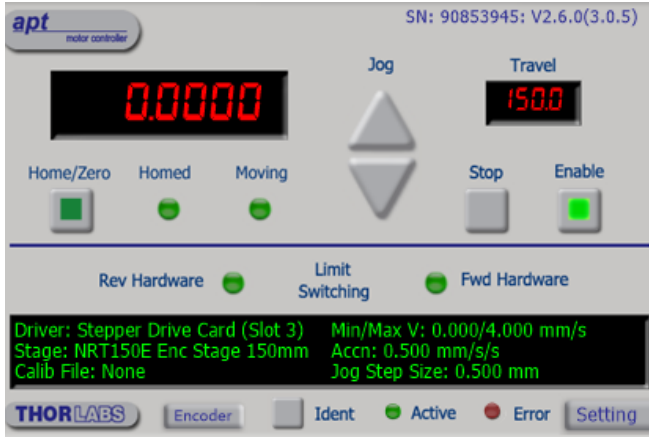 apt
motor controller
SN: 90853945: V2.6.0(3.0.5)
Jog
Travel
0.0000
150.0
Home/Zero Homed Moving
Stop Enable
Rev Hardware Limit Switching Fwd Hardware
Driver: Stepper Drive Card (Slot 3) Min/Max V: 0.000/4.000 mm/s
Stage: NRT150E Enc Stage 150mm Accn: 0.500 mm/s/s
Calib File: None Jog Step Size: 0.500 mm
THORLABS Encoder Ident Active Error Setting